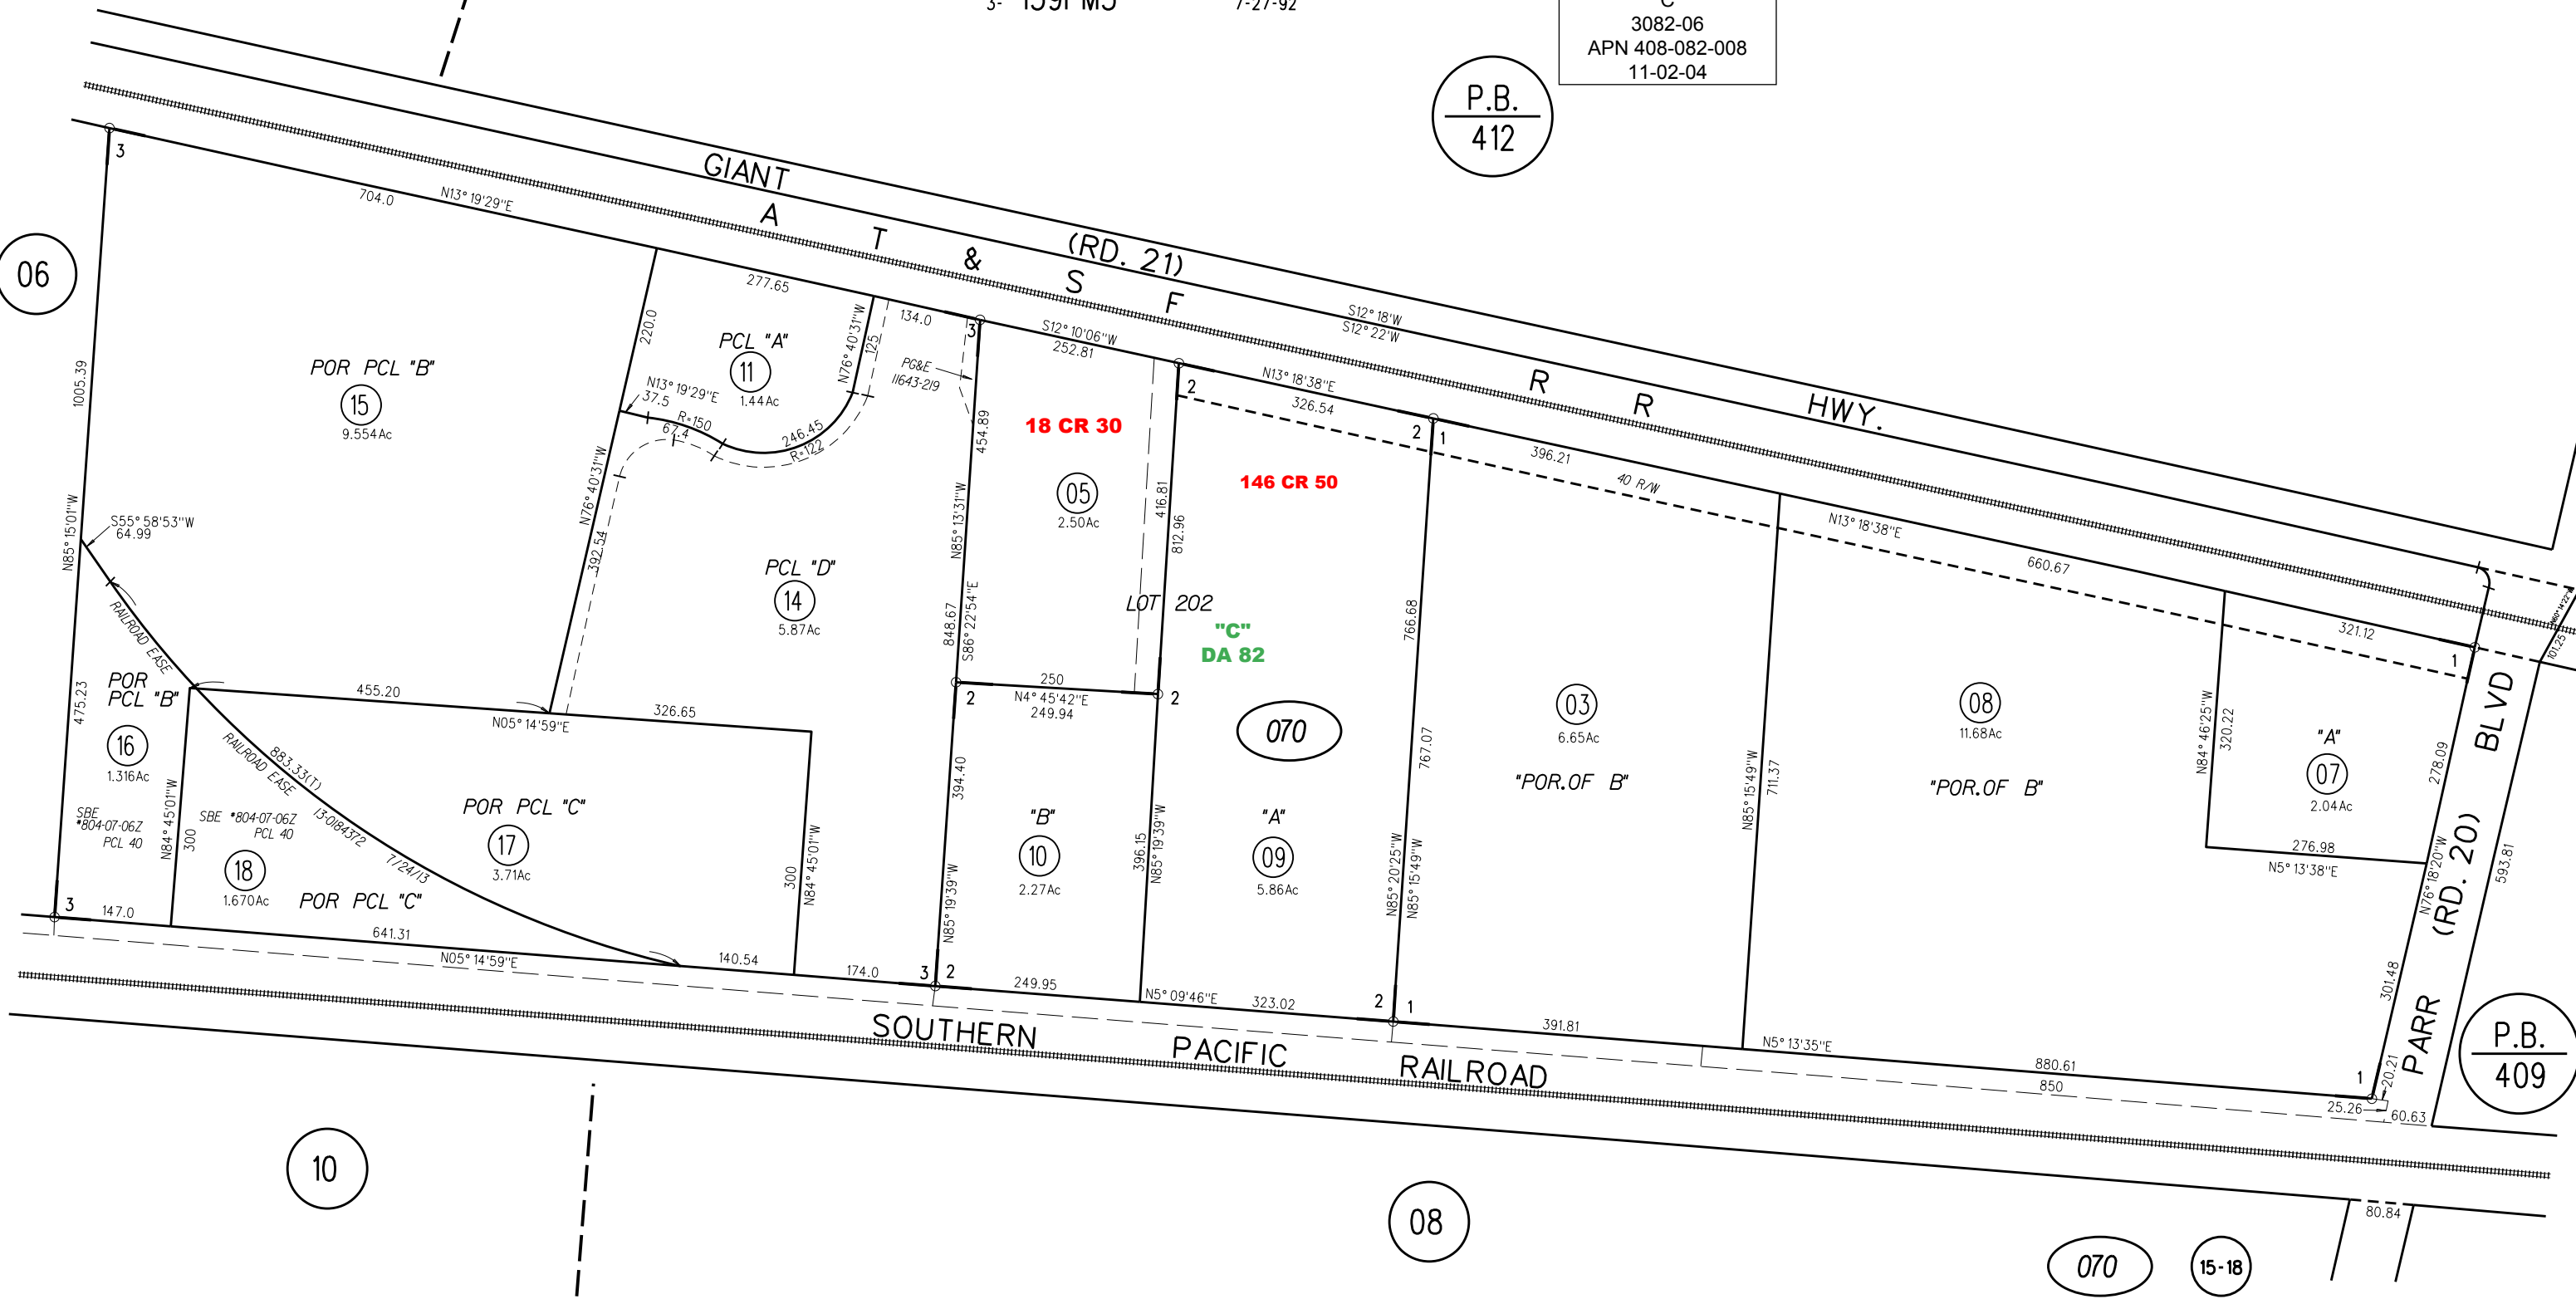 3- 159PM5 7-27-92
3082-06
APN 408-082-008
11-02-04
P.B.
412
GIANT
(RD. 21)
HWY.
A T & S F R R
S12°18'W
S12°22'W
06
3
704.0
N13°19'29"E
277.65
134.0
3
S12°10'06"W
252.81
2
N13°18'38"E
326.54
2
1
396.21
40 R/W
N13°18'38"E
660.67
321.12
1
101.25
1005.39
N85°15'01"W
POR PCL "B"
15
9.554Ac
S55°58'53"W
64.99
220.0
PCL "A"
11
1.44Ac
N13°19'29"E
37.5
R=150
67.4
246.45
R=122
N76°40'31"W
125
PG&E
11643-219
N76°40'31"W
392.54
PCL "D"
14
5.87Ac
454.89
N85°13'31"W
848.67
S86°22'54"E
18 CR 30
05
2.50Ac
416.81
812.96
LOT 202
146 CR 50
"C"
DA 82
070
250
N4°45'42"E
249.94
2
2
766.68
767.07
N85°20'25"W
N85°15'49"W
03
6.65Ac
"POR.OF B"
N85°15'49"W
711.37
08
11.68Ac
"POR.OF B"
N84°46'25"W
320.22
"A"
07
2.04Ac
276.98
N5°13'38"E
278.09
N76°18'20"W
301.48
593.81
PARR (RD. 20) BLVD
RAILROAD EASE
475.23
POR
PCL "B"
16
1.316Ac
SBE
*804-07-06Z
PCL 40
N84°45'01"W
300
455.20
N05°14'59"E
326.65
RAILROAD EASE
883.33(T)
13-0184372 7/24/13
SBE *804-07-06Z
PCL 40
18
1.670Ac
POR PCL "C"
POR PCL "C"
17
3.71Ac
300
N84°45'01"W
394.40
N85°19'39"W
"B"
10
2.27Ac
396.15
N85°19'39"W
"A"
09
5.86Ac
3
147.0
641.31
N05°14'59"E
140.54
174.0
3
2
249.95
N5°09'46"E
323.02
2
1
391.81
N5°13'35"E
880.61
850
1
20.21
25.26
60.63
P.B.
409
SOUTHERN PACIFIC RAILROAD
10
08
80.84
070
15-18